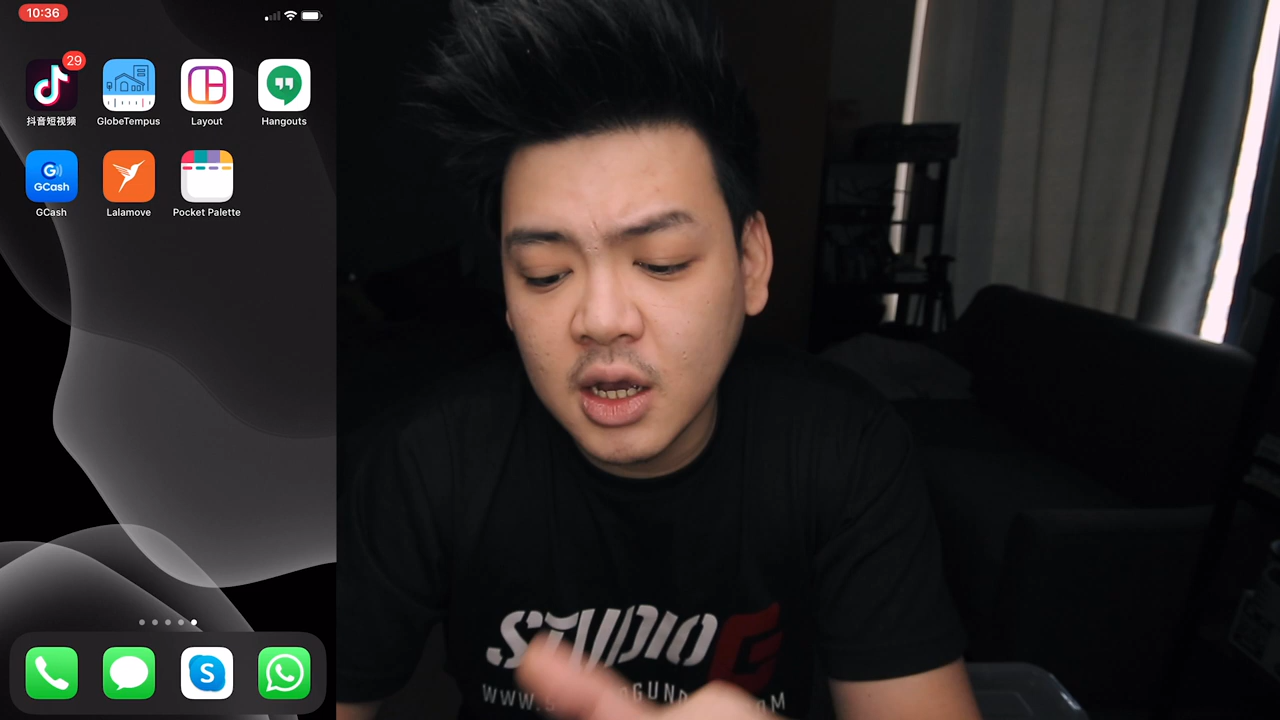 10:36
29
抖音短视频
GlobeTempus
Layout
Hangouts
GCash
GCash
Lalamove
Pocket Palette
S
STUDIO G